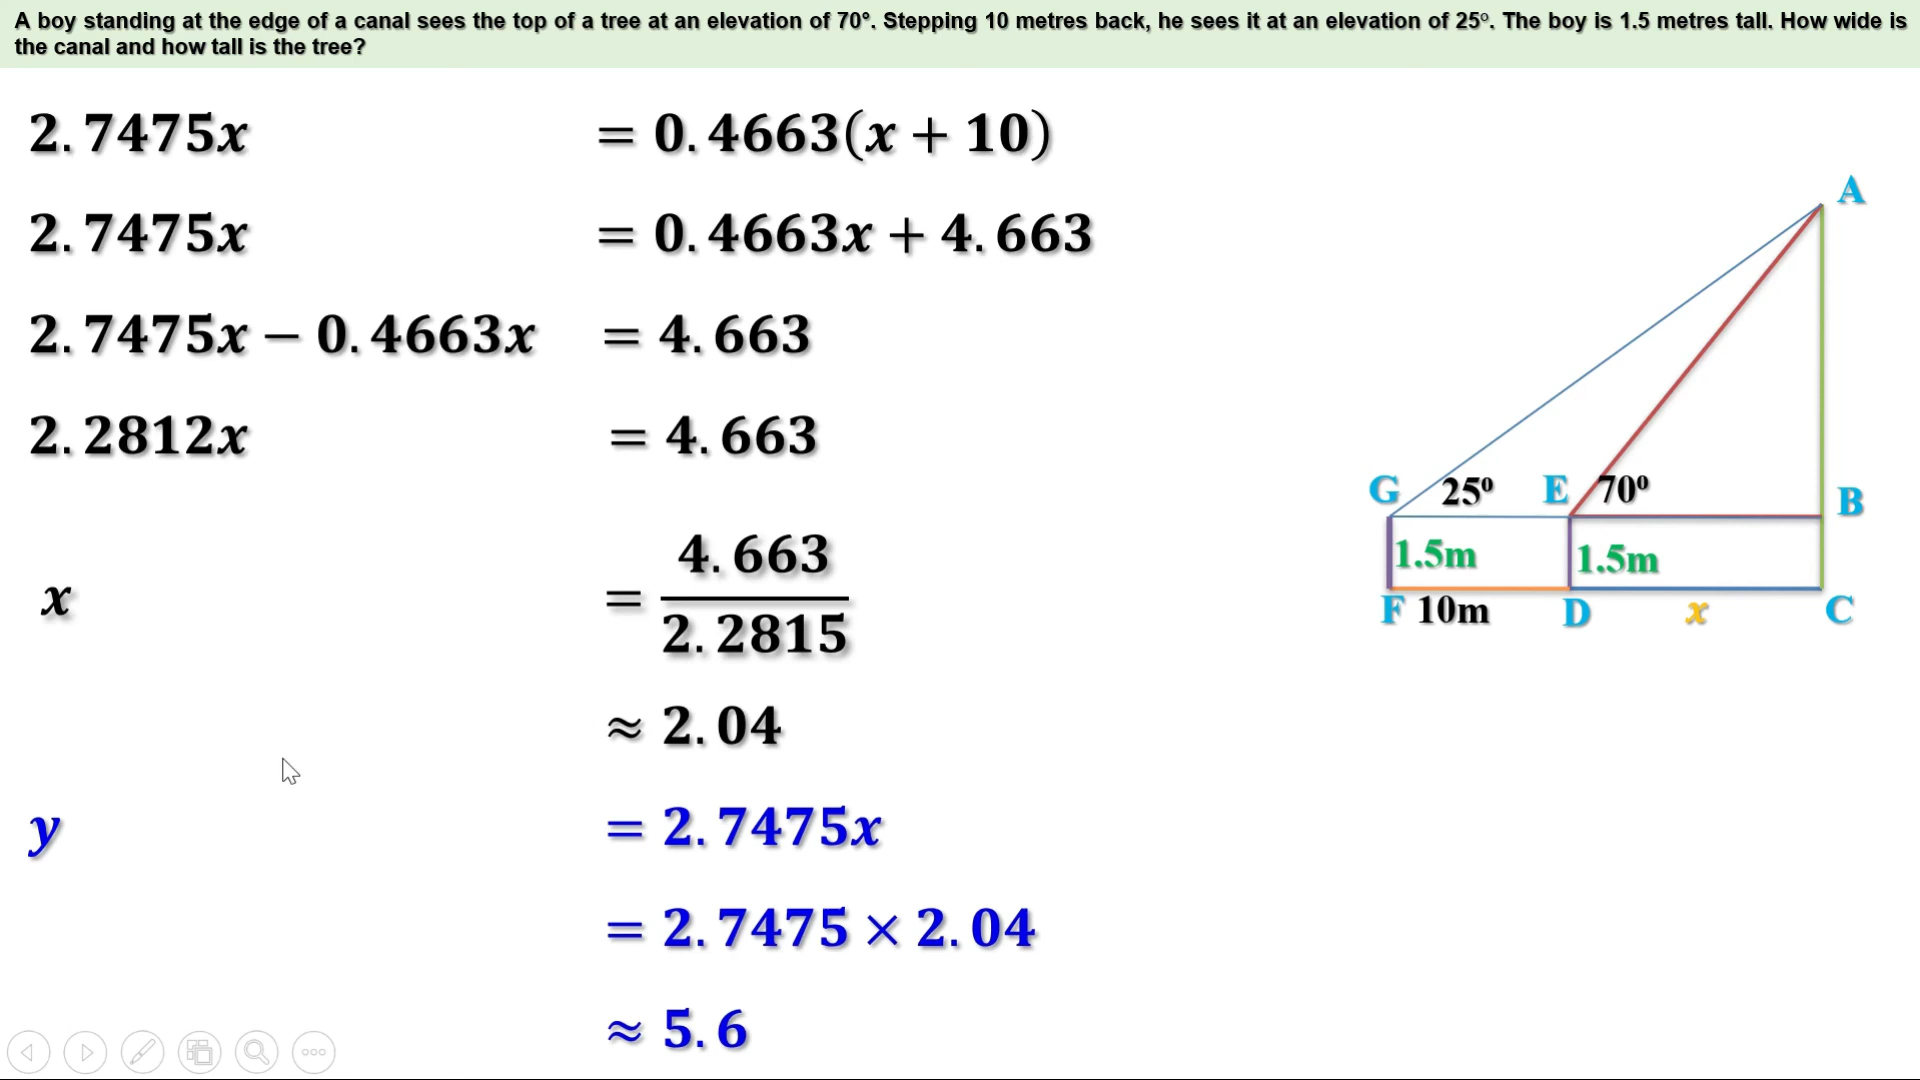 A boy standing at the edge of a canal sees the top of a tree at an elevation of 70°. Stepping 10 metres back, he sees it at an elevation of 25°. The boy is 1.5 metres tall. How wide is
the canal and how tall is the tree?
2.7475x = 0.4663(x + 10)
2.7475x = 0.4663x + 4.663
2.7475x − 0.4663x = 4.663
2.2812x = 4.663
x = 4.663
2.2815
≈ 2.04
y = 2.7475x
= 2.7475 × 2.04
≈ 5.6
A
G 25⁰ E 70⁰ B
1.5m 1.5m
F 10m D x C